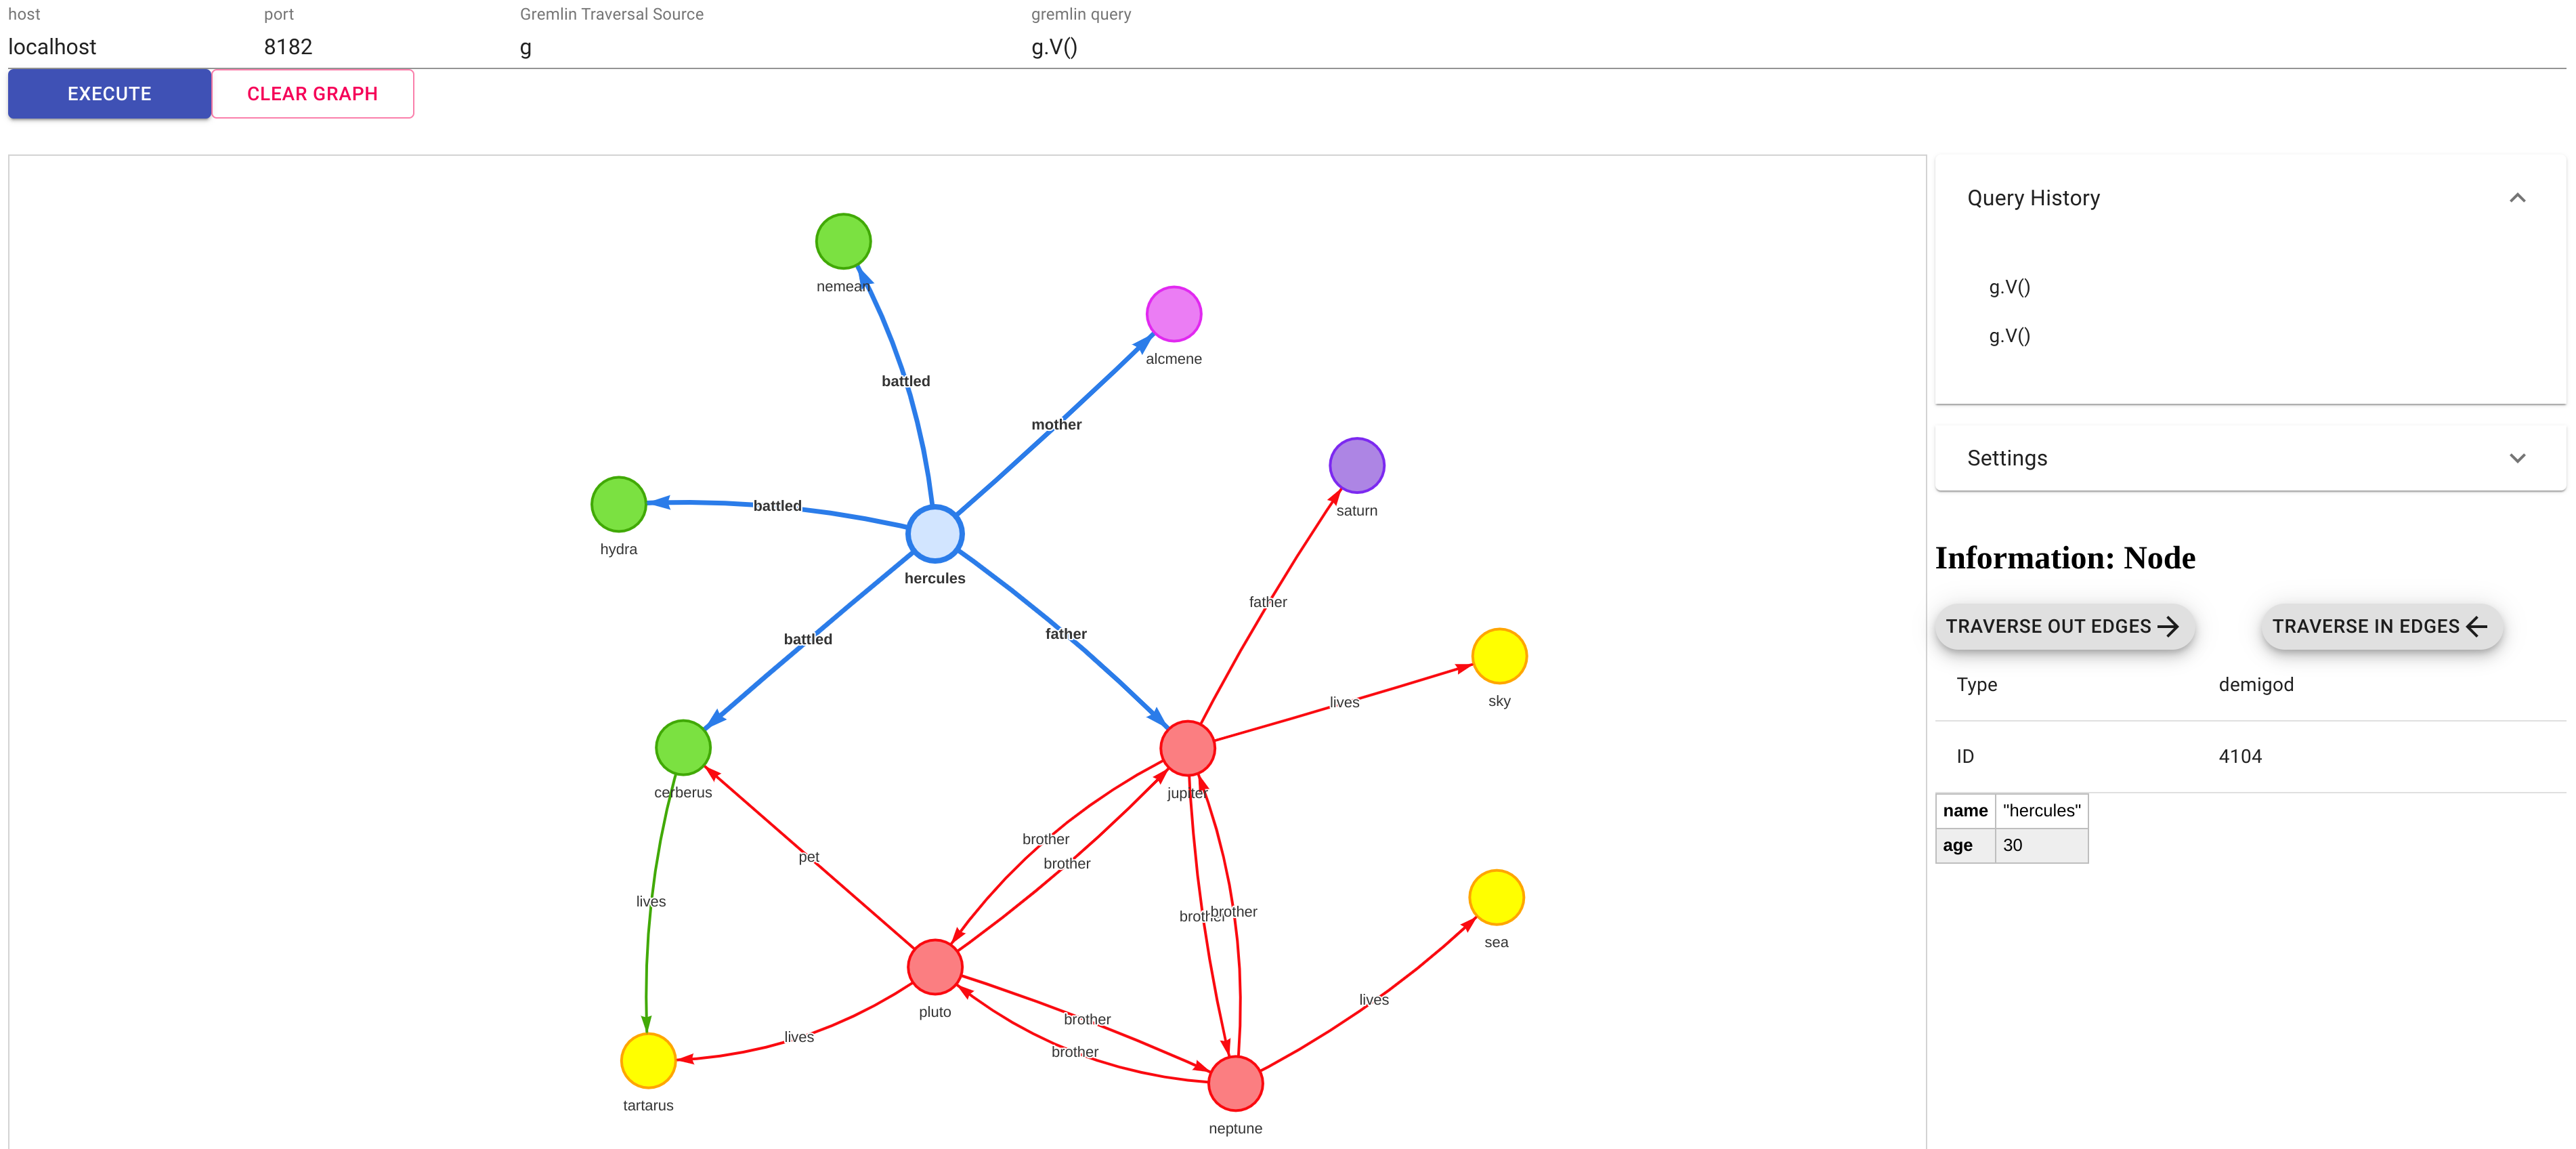 host port Gremlin Traversal Source gremlin query
localhost 8182 g g.V()
EXECUTE CLEAR GRAPH
nemean
alcmene
battled
mother
saturn
battled
hydra
hercules
father
battled
father
sky
lives
cerberus
jupiter
brother
brother
pet
lives
brother
brother
sea
lives
pluto
brother
lives
brother
tartarus
neptune
Query History
g.V()
g.V()
Settings
Information: Node
TRAVERSE OUT EDGES TRAVERSE IN EDGES
Type demigod
ID 4104
name "hercules"
age 30